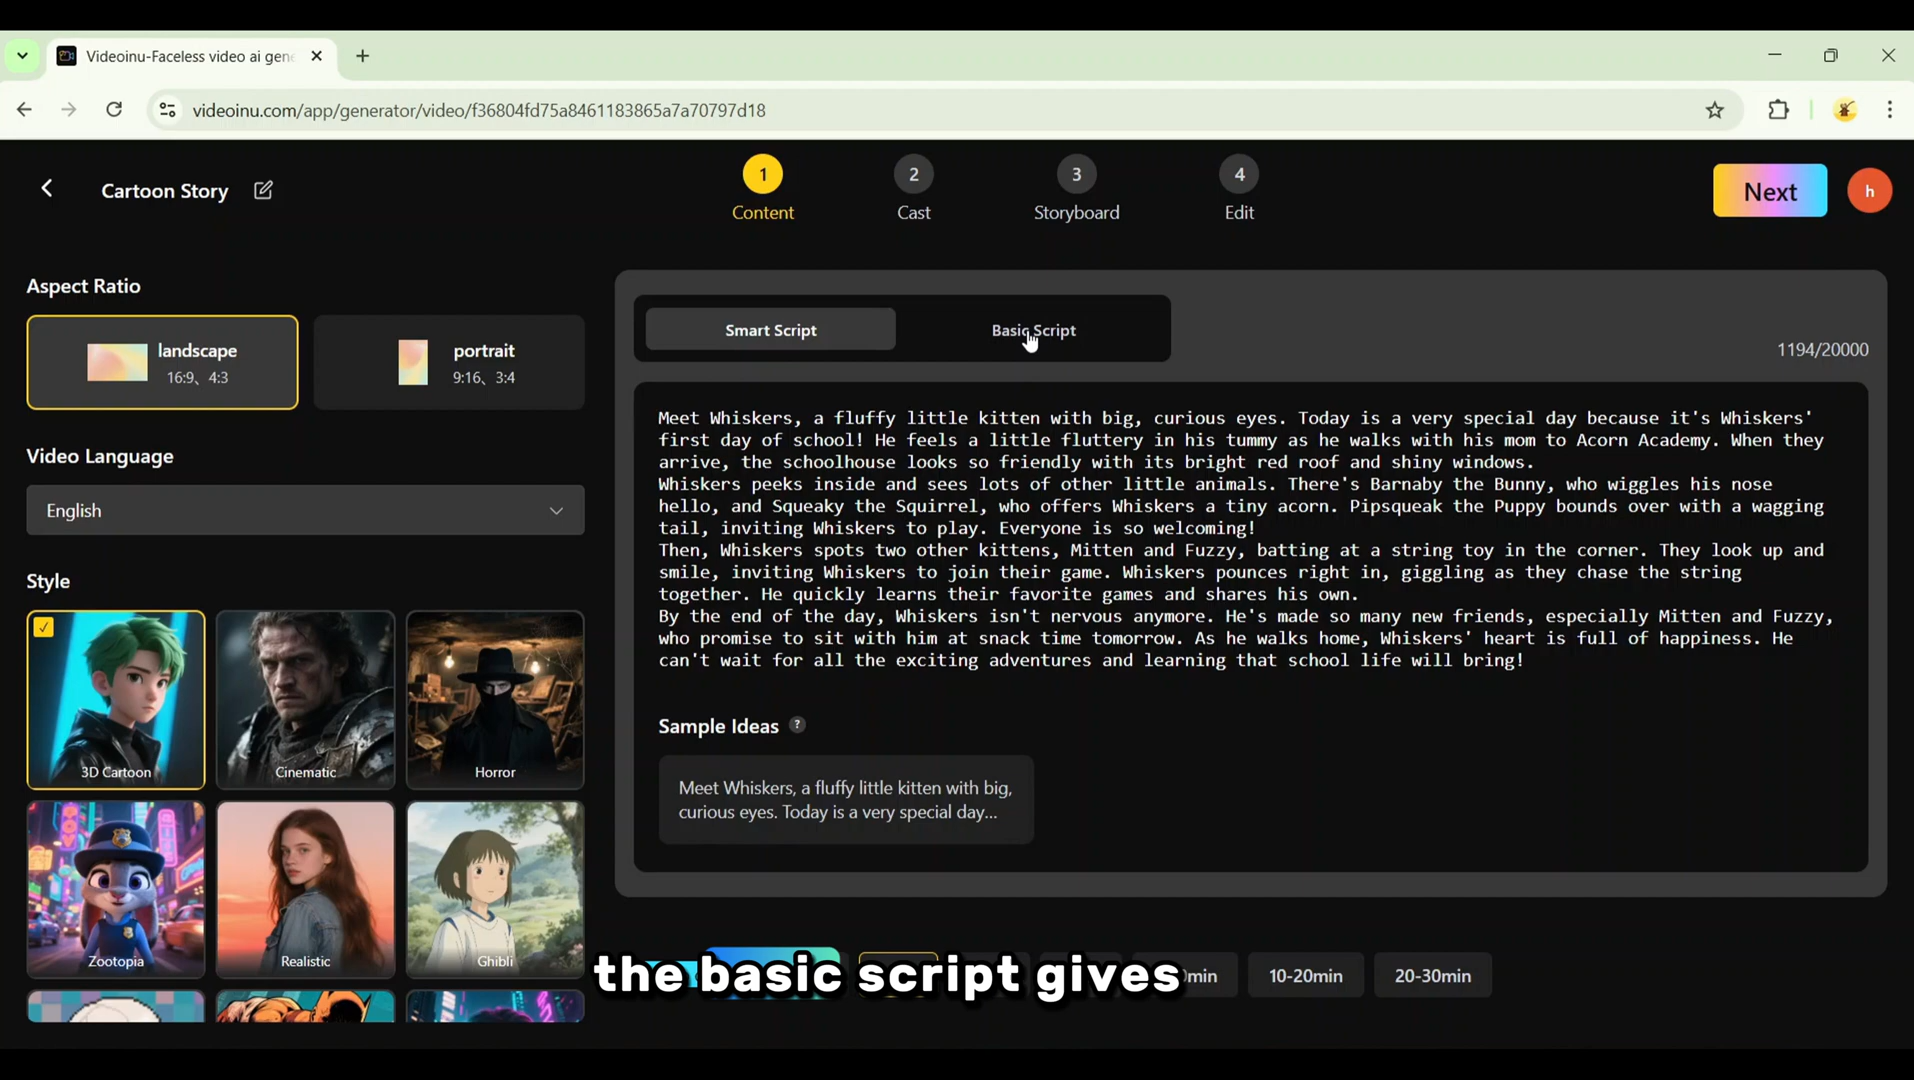 Videoinu-Faceless video ai gene
videoinu.com/app/generator/video/f36804fd75a8461183865a7a70797d18
Cartoon Story
1
Content
2
Cast
3
Storyboard
4
Edit
Next
h
Aspect Ratio
landscape
16:9、4:3
portrait
9:16、3:4
Video Language
English
Style
3D Cartoon
Cinematic
Horror
Zootopia
Realistic
Ghibli
Smart Script
Basic Script
1194/20000
Meet Whiskers, a fluffy little kitten with big, curious eyes. Today is a very special day because it's Whiskers'
first day of school! He feels a little fluttery in his tummy as he walks with his mom to Acorn Academy. When they
arrive, the schoolhouse looks so friendly with its bright red roof and shiny windows.
Whiskers peeks inside and sees lots of other little animals. There's Barnaby the Bunny, who wiggles his nose
hello, and Squeaky the Squirrel, who offers Whiskers a tiny acorn. Pipsqueak the Puppy bounds over with a wagging
tail, inviting Whiskers to play. Everyone is so welcoming!
Then, Whiskers spots two other kittens, Mitten and Fuzzy, batting at a string toy in the corner. They look up and
smile, inviting Whiskers to join their game. Whiskers pounces right in, giggling as they chase the string
together. He quickly learns their favorite games and shares his own.
By the end of the day, Whiskers isn't nervous anymore. He's made so many new friends, especially Mitten and Fuzzy,
who promise to sit with him at snack time tomorrow. As he walks home, Whiskers' heart is full of happiness. He
can't wait for all the exciting adventures and learning that school life will bring!
Sample Ideas ?
Meet Whiskers, a fluffy little kitten with big,
curious eyes. Today is a very special day...
the basic script gives
10-20min
20-30min